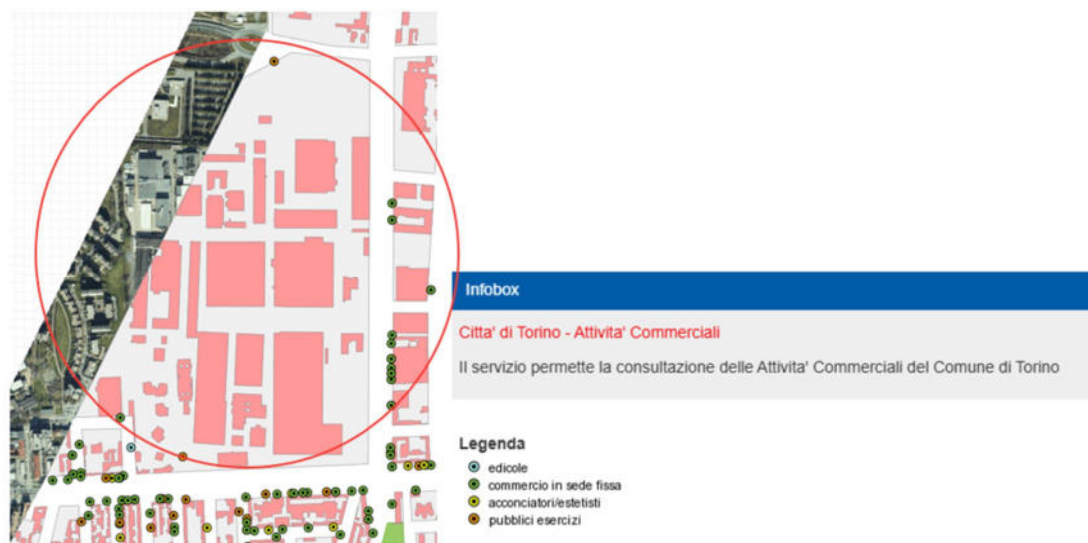 Infobox
Citta' di Torino - Attivita' Commerciali
Il servizio permette la consultazione delle Attivita' Commerciali del Comune di Torino
Legenda
edicole
commercio in sede fissa
acconciatori/estetisti
pubblici esercizi